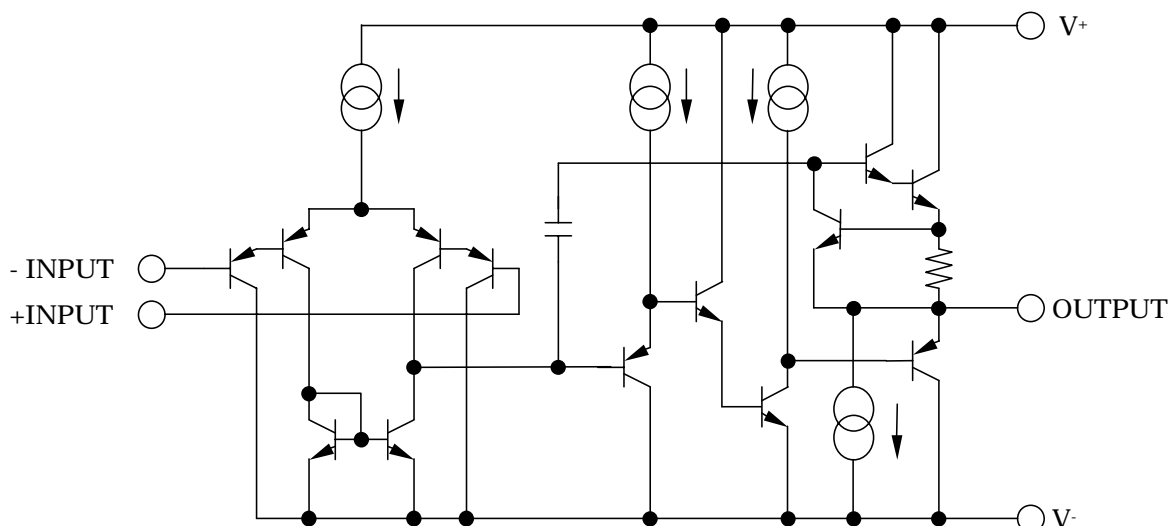 V+
- INPUT
+INPUT
OUTPUT
V-